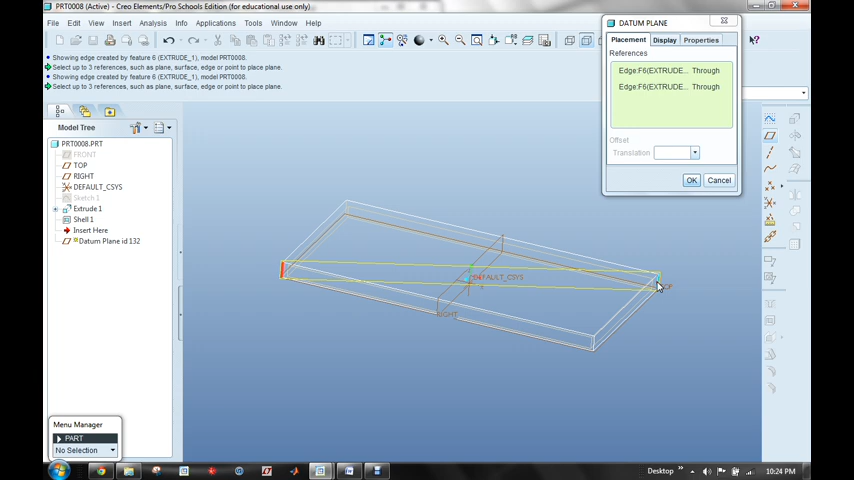 PRT0008 (Active) - Creo Elements/Pro Schools Edition (for educational use only)
File Edit View Insert Analysis Info Applications Tools Window Help
Showing edge created by feature 6 (EXTRUDE_1), model PRT0008.
Select up to 3 references, such as plane, surface, edge or point to place plane.
Showing edge created by feature 6 (EXTRUDE_1), model PRT0008.
Select up to 3 references, such as plane, surface, edge or point to place plane.
Model Tree
PRT0008.PRT
FRONT
TOP
RIGHT
DEFAULT_CSYS
Sketch 1
Extrude 1
Shell 1
Insert Here
Datum Plane id 132
DEFAULT_CSYS
RIGHT
DATUM PLANE
Placement Display Properties
References
Edge:F6(EXTRUDE... Through
Edge:F6(EXTRUDE... Through
Offset
Translation
OK Cancel
Menu Manager
PART
No Selection
Desktop
10:24 PM